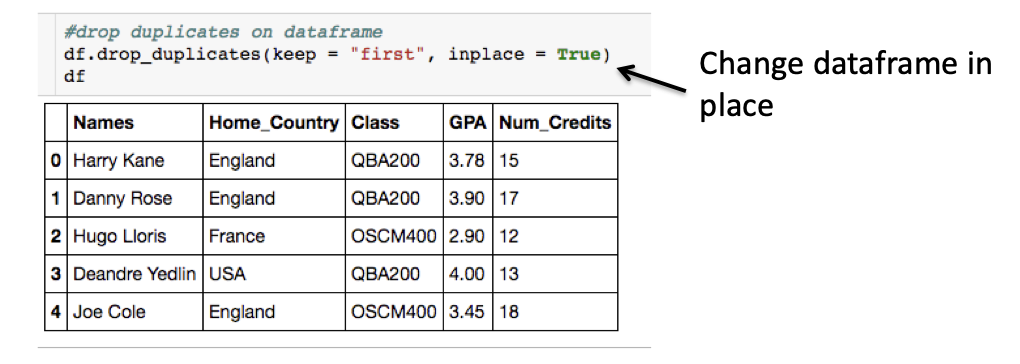 #drop duplicates on dataframe
df.drop_duplicates(keep = "first", inplace = True)
df
Change dataframe in
place
Names Home_Country Class GPA Num_Credits
0 Harry Kane England QBA200 3.78 15
1 Danny Rose England QBA200 3.90 17
2 Hugo Lloris France OSCM400 2.90 12
3 Deandre Yedlin USA QBA200 4.00 13
4 Joe Cole England OSCM400 3.45 18